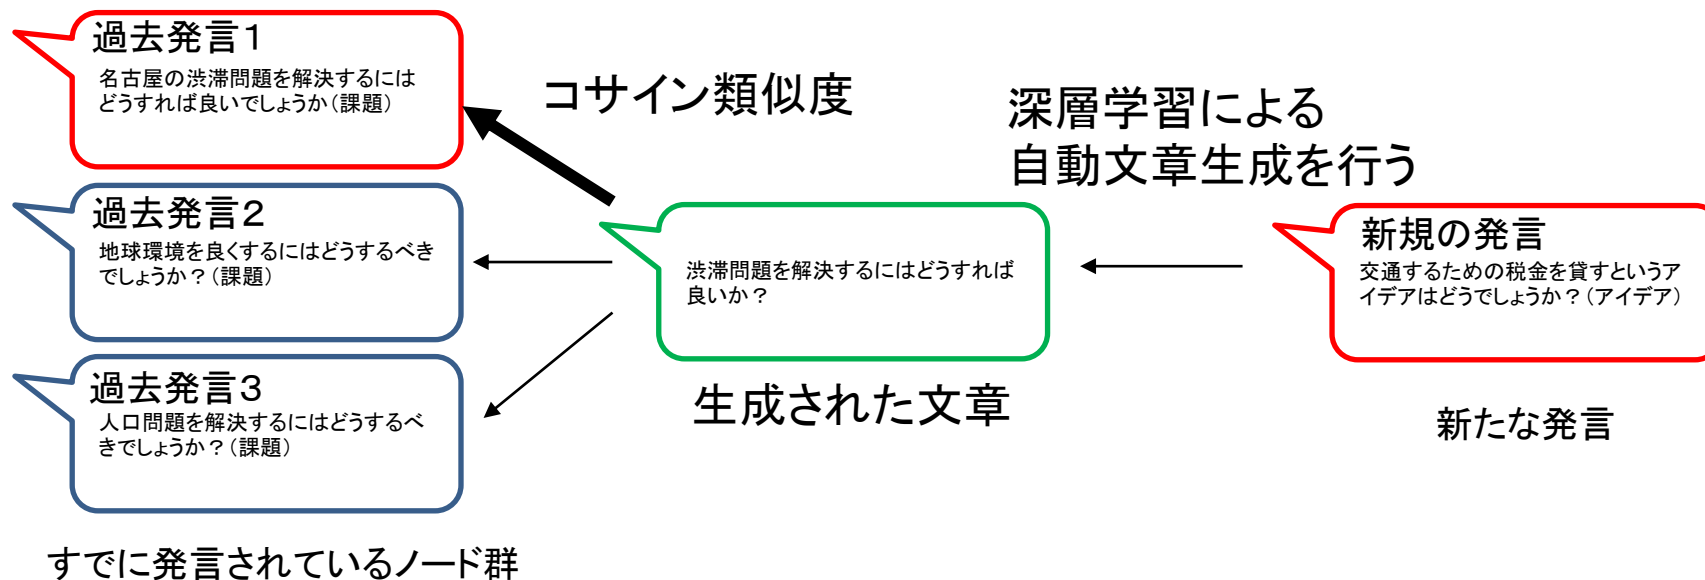 過去発言1
名古屋の渋滞問題を解決するには
どうすれば良いでしょうか(課題)
コサイン類似度
深層学習による
自動文章生成を行う
過去発言2
地球環境を良くするにはどうするべき
でしょうか?(課題)
渋滞問題を解決するにはどうすれば
良いか?
新規の発言
交通するための税金を貸すというア
イデアはどうでしょうか?(アイデア)
過去発言3
人口問題を解決するにはどうするべ
きでしょうか?(課題)
生成された文章
新たな発言
すでに発言されているノード群